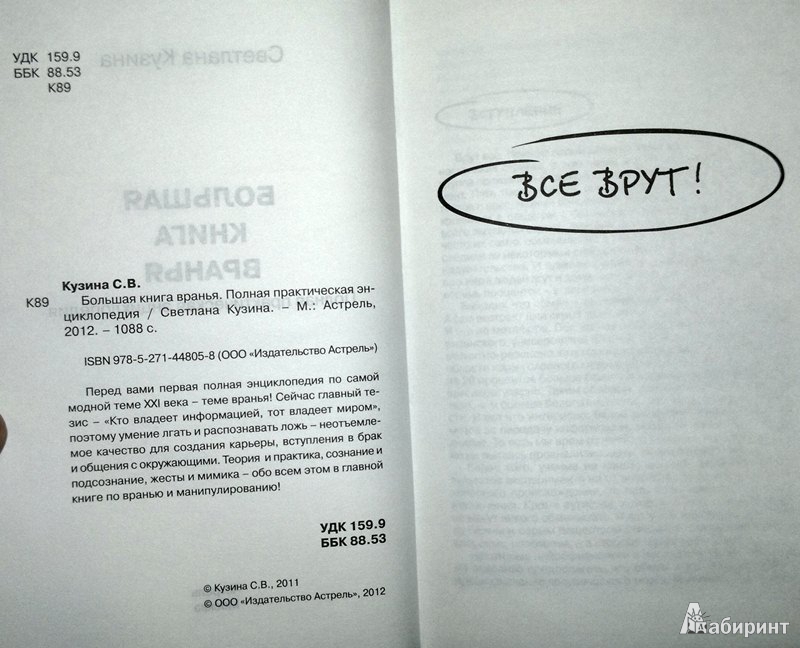 УДК 159.9
ББК 88.53
К89
Светлана Кузина
БОЛЬШАЯ
КНИГА
ВРАНЬЯ
Кузина С.В.
К89 Большая книга вранья. Полная практическая эн-
циклопедия / Светлана Кузина. – М.: Астрель,
2012. – 1088 с.
ISBN 978-5-271-44805-8 (ООО «Издательство Астрель»)
Перед вами первая полная энциклопедия по самой
модной теме XXI века – теме вранья! Сейчас главный те-
зис – «Кто владеет информацией, тот владеет миром»,
поэтому умение лгать и распознавать ложь – неотъемле-
мое качество для создания карьеры, вступления в брак
и общения с окружающими. Теория и практика, сознание и
подсознание, жесты и мимика – обо всем этом в главной
книге по вранью и манипулированию!
УДК 159.9
ББК 88.53
© Кузина С.В., 2011
© ООО «Издательство Астрель», 2012
ВСТУПЛЕНИЕ
ВСЕ ВРУТ!
Лабиринт